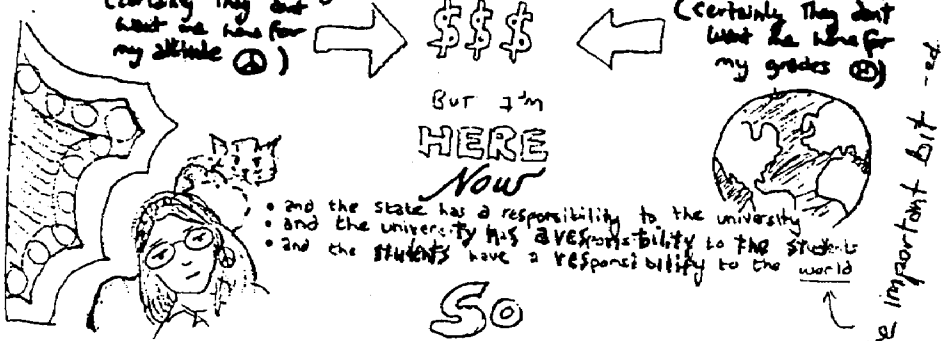 (certainly They dont
want me here for
my attitude )
$$$
(certainly They dont
want me here for
my grades )
BUT I'm
HERE
Now
• and the state has a responsibility to the university
• and the university has a responsibility to the students
• and the students have a responsibility to the world
important bit -ed.
So